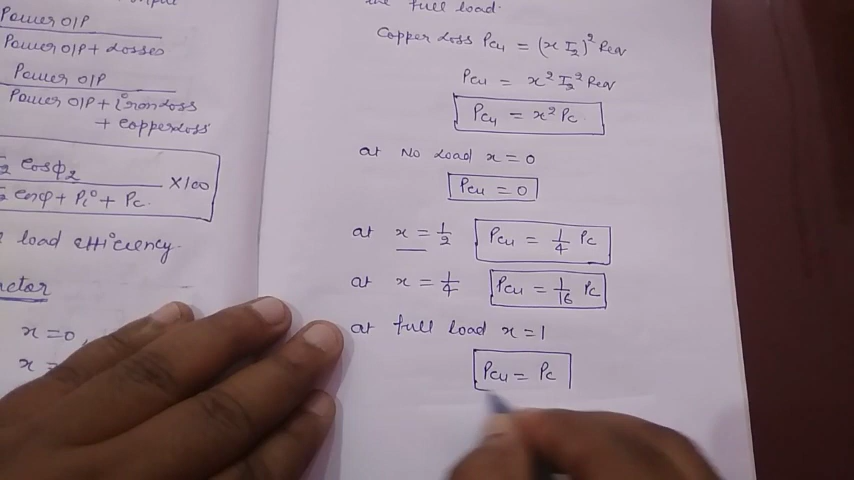 Power O/P
Power O/P + Losses
Power O/P
Power O/P + iron loss
+ copper loss
2 cosφ2 × 100
2 cosφ + Pi + Pc.
load efficiency.
x = 0,
x =
the full load.
Copper Loss Pcu = (x I2)² Req
Pcu = x² I2² Req
Pcu = x² Pc.
at No Load x = 0
Pcu = 0
at x = 1/2 Pcu = 1/4 Pc
at x = 1/4 Pcu = 1/16 Pc
at full load x = 1
Pcu = Pc